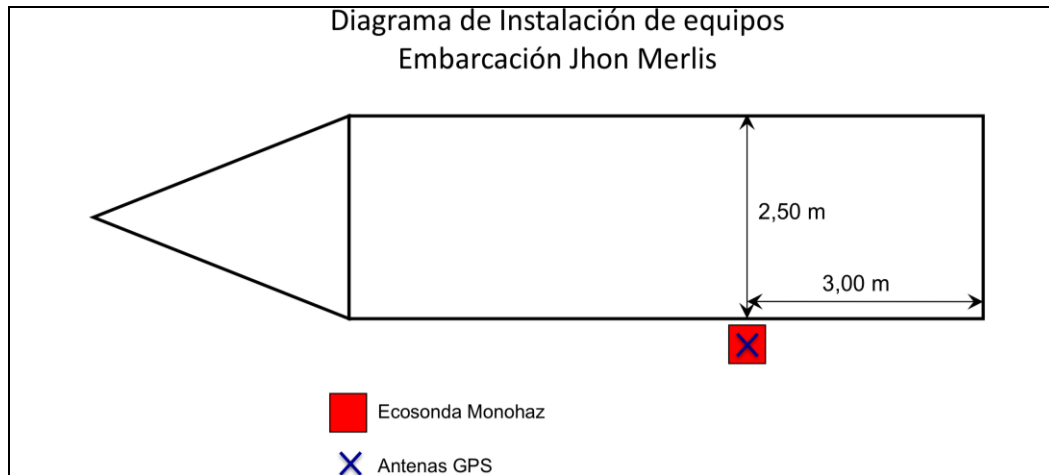 Diagrama de Instalación de equipos
Embarcación Jhon Merlis
2,50 m
3,00 m
Ecosonda Monohaz
Antenas GPS